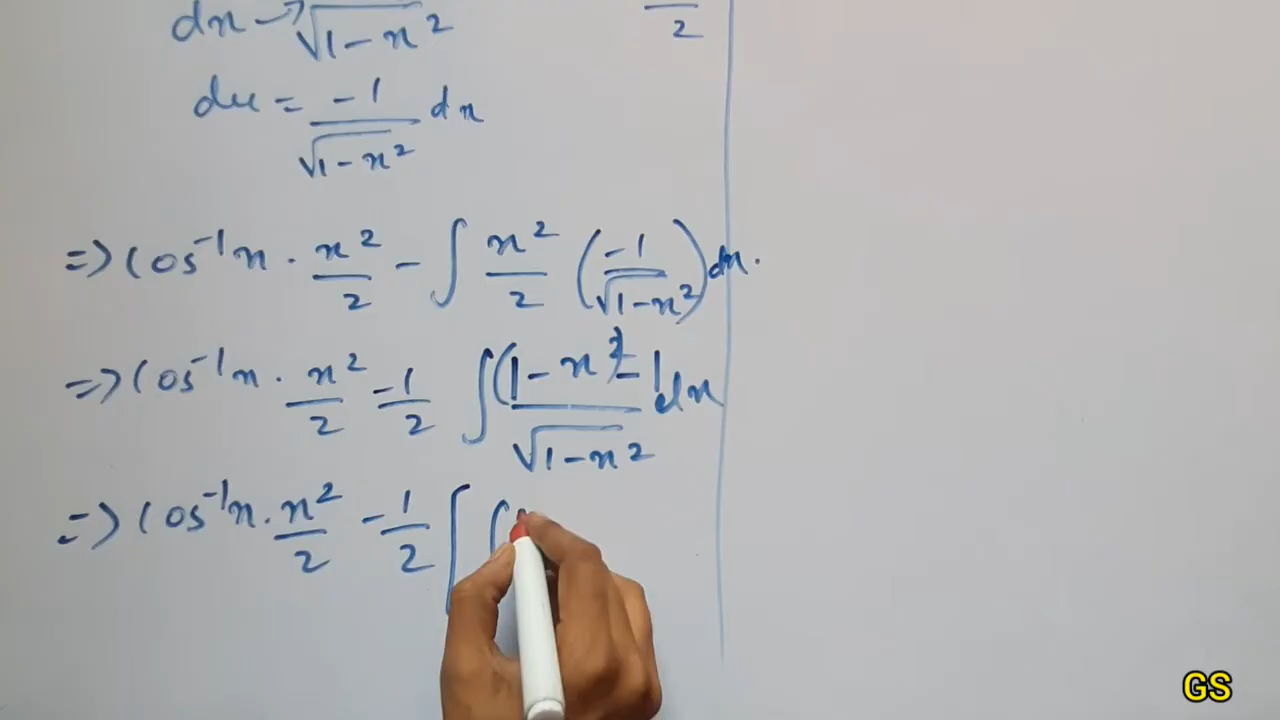 dx → √1-x²
2
du = -1/√1-x² dx
=> Cos⁻¹x . x²/2 - ∫ x²/2 (-1/√1-x²) dx.
=> Cos⁻¹x . x²/2 -1/2 ∫ (1-x²)-1/√1-x² dx
=> Cos⁻¹x . x²/2 -1/2 [ ∫
GS